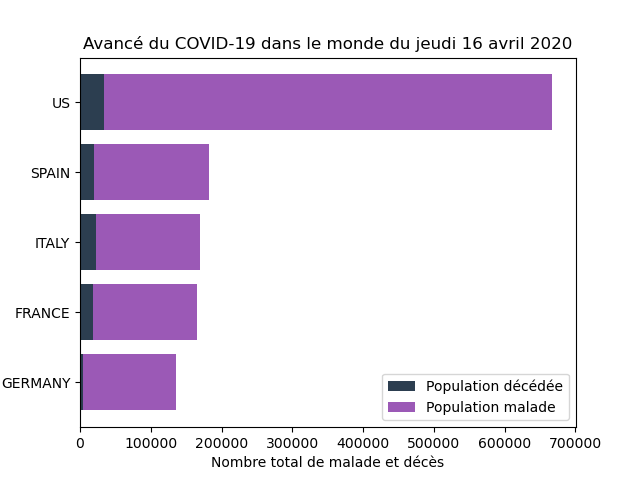 Avancé du COVID-19 dans le monde du jeudi 16 avril 2020
US
SPAIN
ITALY
FRANCE
GERMANY
Population décédée
Population malade
0 100000 200000 300000 400000 500000 600000 700000
Nombre total de malade et décès